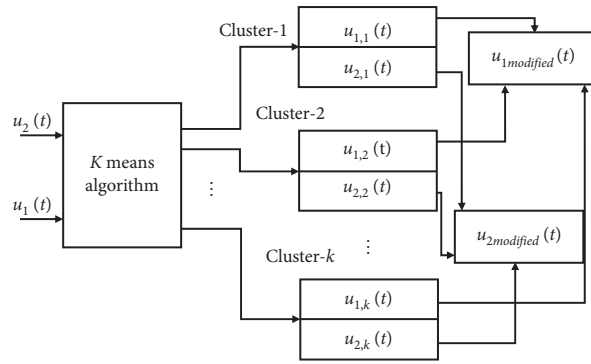 Cluster-1
u1,1 (t)
u2,1 (t)
u1modified (t)
u2 (t)
u1 (t)
K means
algorithm
Cluster-2
u1,2 (t)
u2,2 (t)
⋮
u2modified (t)
Cluster-k
⋮
u1,k (t)
u2,k (t)